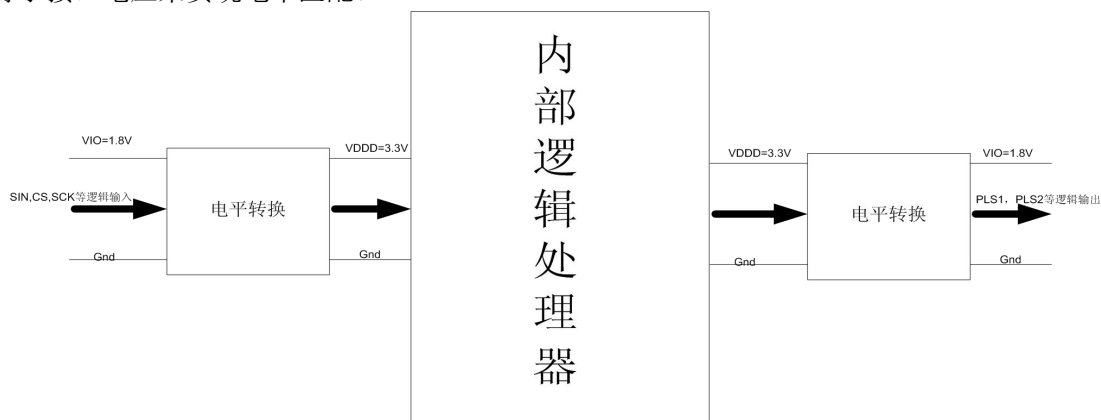 内部逻辑处理器
VIO=1.8V
SIN,CS,SCK等逻辑输入
Gnd
电平转换
VDDD=3.3V
Gnd
VDDD=3.3V
Gnd
电平转换
VIO=1.8V
PLS1，PLS2等逻辑输出
Gnd